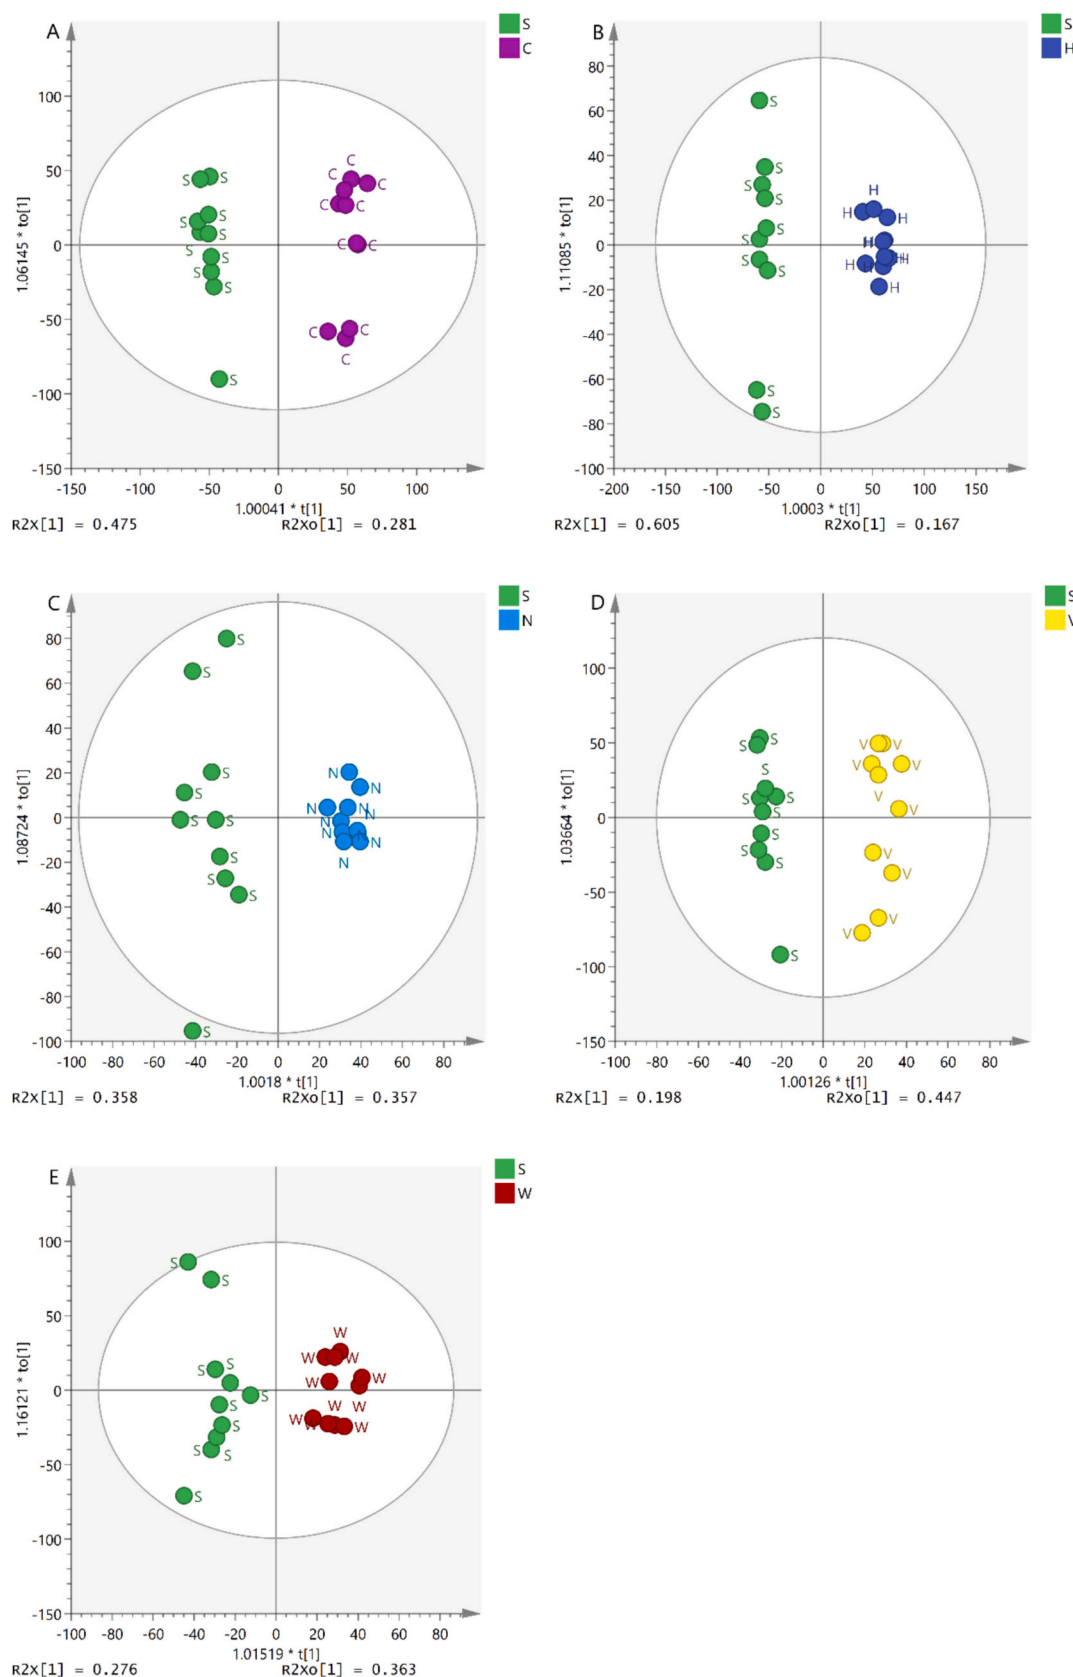 A
S
C
1.06145 * to[1]
100
50
0
-50
-100
-150
C
C
S S C
C C
S S
S C C
S
S
S
S
C C
C
S
-150 -100 -50 0 50 100
1.00041 * t[1]
R2X[1] = 0.475 R2Xo[1] = 0.281
B
S
H
1.11085 * to[1]
80
60
40
20
0
-20
-40
-60
-80
-100
S
S
S
S
S
S
S
S
S
S
H
H H
H
H H
H
H
-200 -150 -100 -50 0 50 100 150
1.0003 * t[1]
R2X[1] = 0.605 R2Xo[1] = 0.167
C
S
N
1.08724 * to[1]
80
60
40
20
0
-20
-40
-60
-80
-100
S
S
S
S
S S
S
S
S
S
N
N
N N N
N
N
N N
N
-100 -80 -60 -40 -20 0 20 40 60 80
1.0018 * t[1]
R2X[1] = 0.358 R2Xo[1] = 0.357
D
S
V
1.03664 * to[1]
100
50
0
-50
-100
-150
S
S
S
S S
S
S
S
S
S
V V
V V
V
V
V
V
V
V
-100 -80 -60 -40 -20 0 20 40 60 80
1.00126 * t[1]
R2X[1] = 0.198 R2Xo[1] = 0.447
E
S
W
1.16121 * to[1]
100
50
0
-50
-100
-150
S
S
S S
S
S
S
S S
S
W
W W
W W
W W
W W W
-100 -80 -60 -40 -20 0 20 40 60 80
1.01519 * t[1]
R2X[1] = 0.276 R2Xo[1] = 0.363